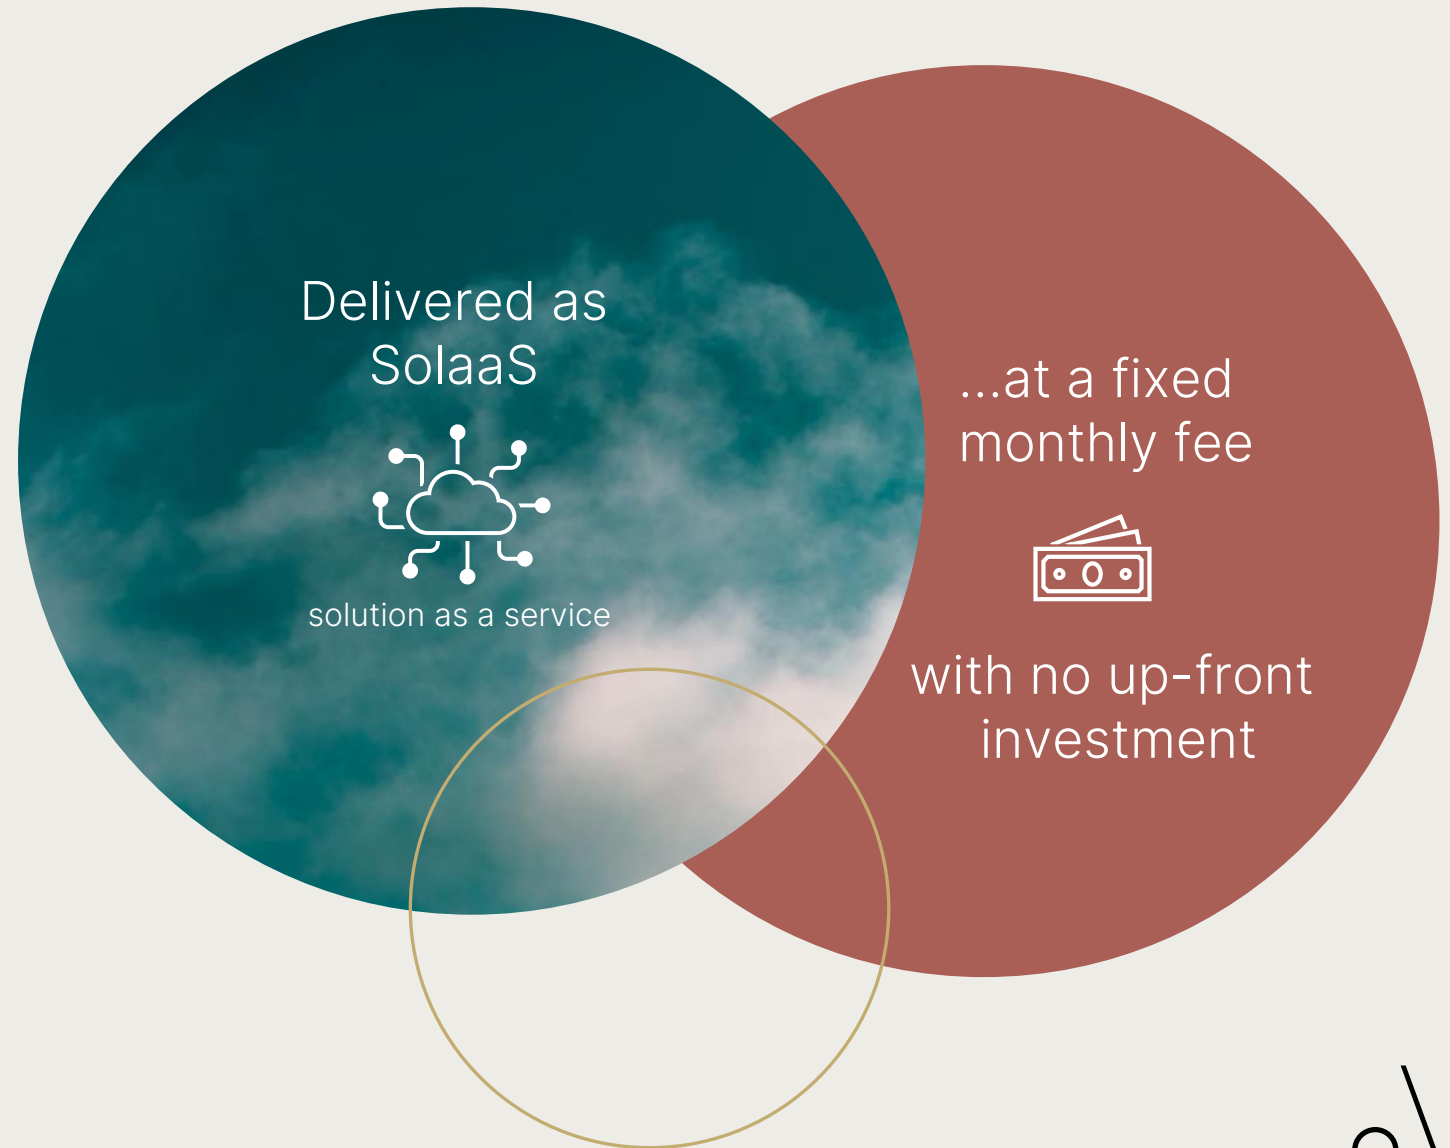 Delivered as
SolaaS
solution as a service
...at a fixed
monthly fee
with no up-front
investment